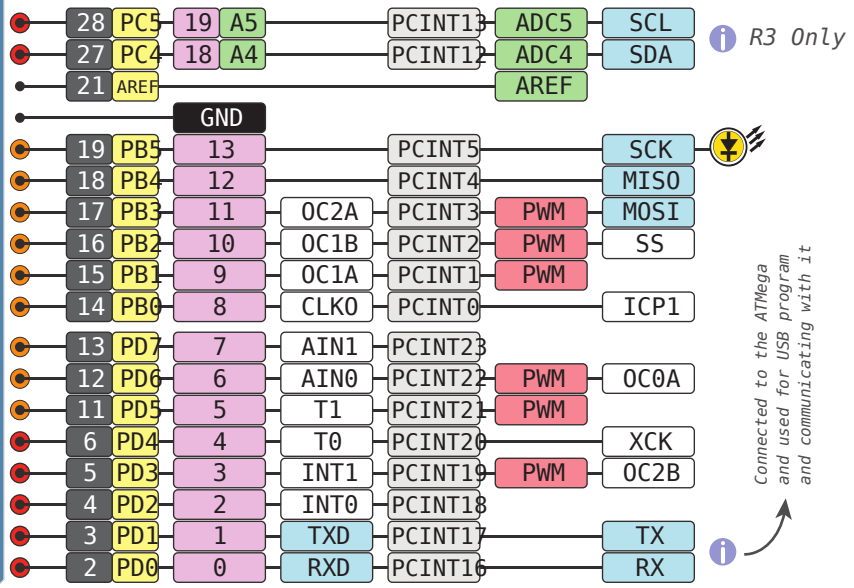 28 PC5 19 A5 PCINT13 ADC5 SCL
R3 Only
27 PC4 18 A4 PCINT12 ADC4 SDA
21 AREF AREF
GND
19 PB5 13 PCINT5 SCK
18 PB4 12 PCINT4 MISO
17 PB3 11 OC2A PCINT3 PWM MOSI
16 PB2 10 OC1B PCINT2 PWM SS
15 PB1 9 OC1A PCINT1 PWM
14 PB0 8 CLKO PCINT0 ICP1
13 PD7 7 AIN1 PCINT23
12 PD6 6 AIN0 PCINT22 PWM OC0A
11 PD5 5 T1 PCINT21 PWM
6 PD4 4 T0 PCINT20 XCK
5 PD3 3 INT1 PCINT19 PWM OC2B
4 PD2 2 INT0 PCINT18
3 PD1 1 TXD PCINT17 TX
2 PD0 0 RXD PCINT16 RX
Connected to the ATMega
and used for USB program
and communicating with it